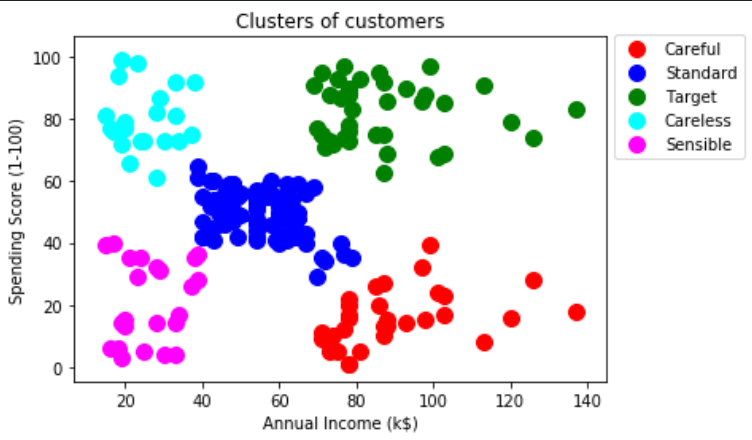 Clusters of customers
Careful
Standard
Target
Careless
Sensible
Spending Score (1-100)
100
80
60
40
20
0
20 40 60 80 100 120 140
Annual Income (k$)